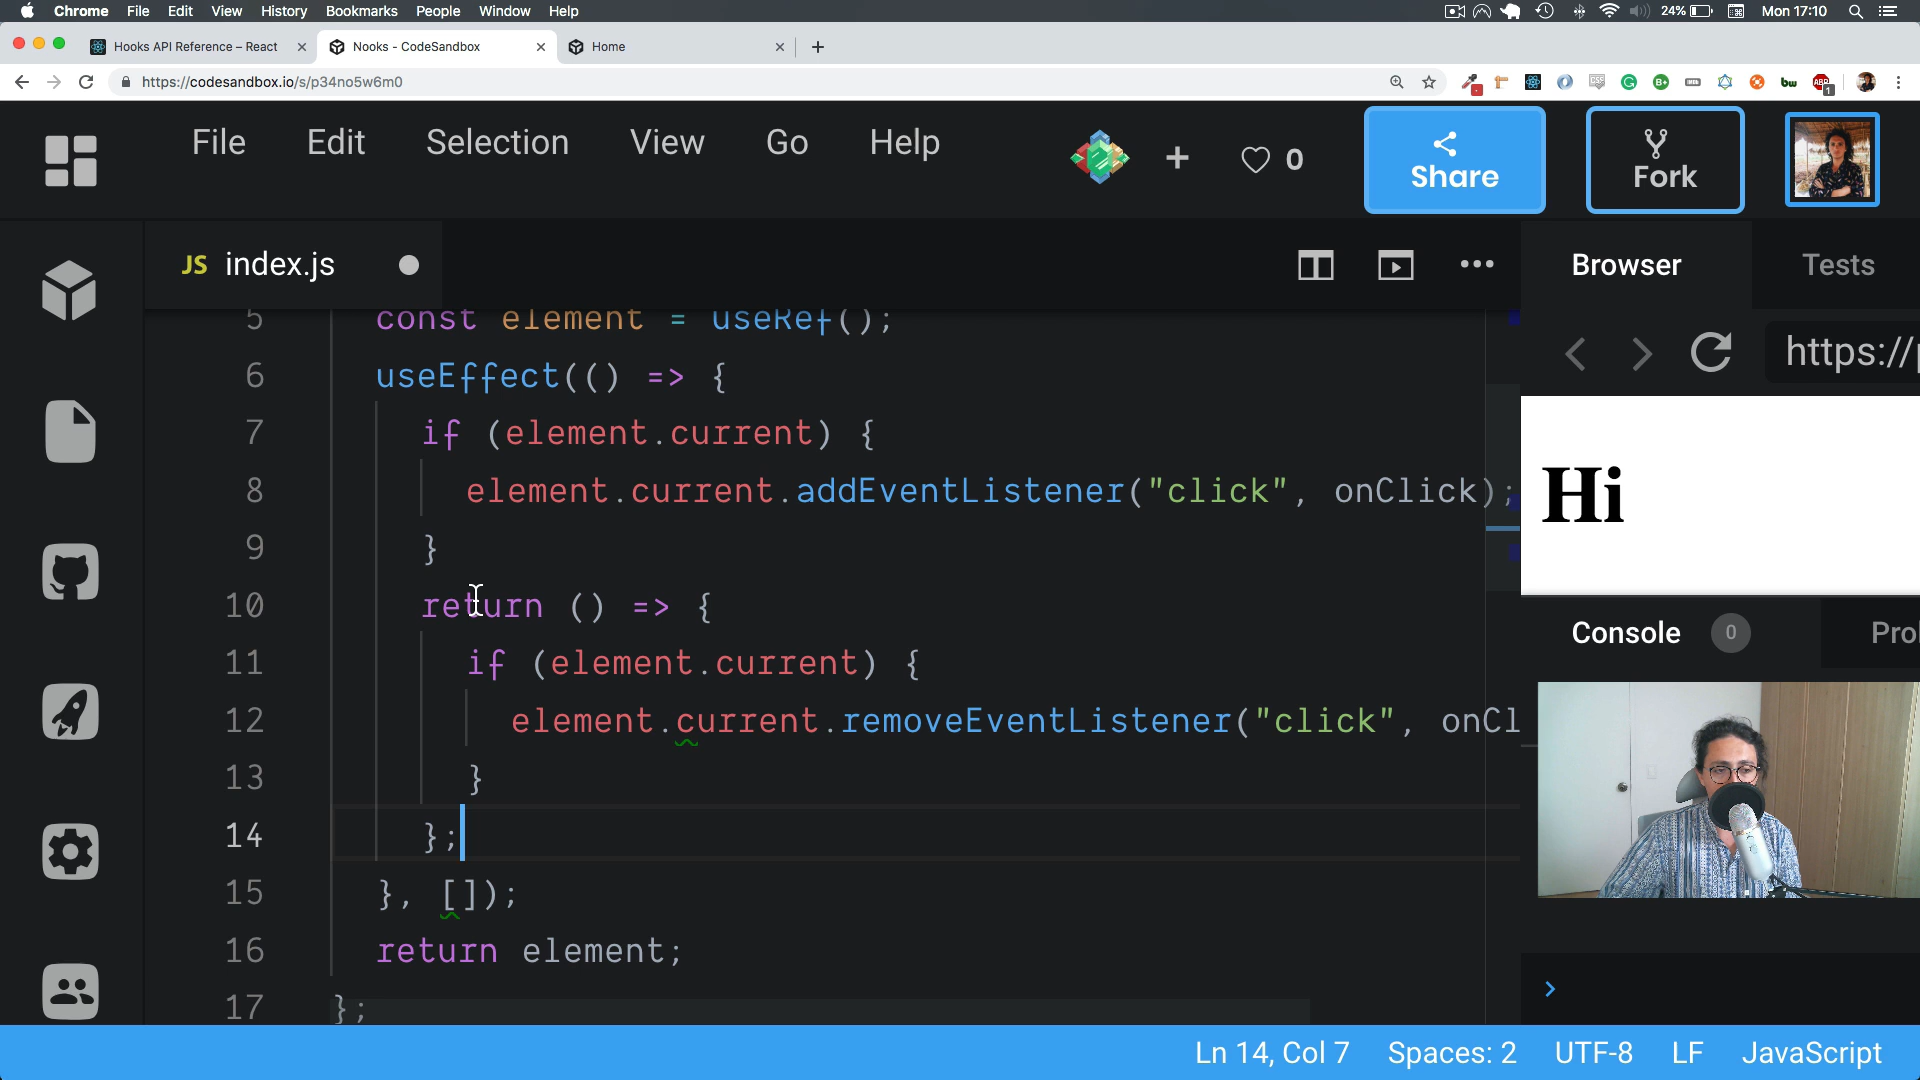 Chrome File Edit View History Bookmarks People Window Help
24% Mon 17:10
Hooks API Reference – React
Nooks - CodeSandbox
Home
https://codesandbox.io/s/p34no5w6m0
File Edit Selection View Go Help
0
Share
Fork
JS index.js
Browser Tests
https://
5 const element = useRef();
6 useEffect(() => {
7 if (element.current) {
8 element.current.addEventListener("click", onClick);
9 }
10 return () => {
11 if (element.current) {
12 element.current.removeEventListener("click", onCl
13 }
14 };
15 }, []);
16 return element;
17 };
Hi
Console 0 Pro
Ln 14, Col 7 Spaces: 2 UTF-8 LF JavaScript